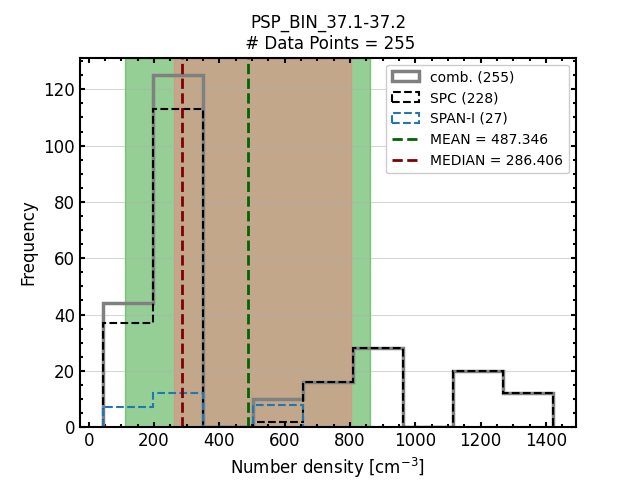 PSP_BIN_37.1-37.2
# Data Points = 255
comb. (255)
SPC (228)
SPAN-I (27)
MEAN = 487.346
MEDIAN = 286.406
Frequency
120
100
80
60
40
20
0
0 200 400 600 800 1000 1200 1400
Number density [cm⁻³]